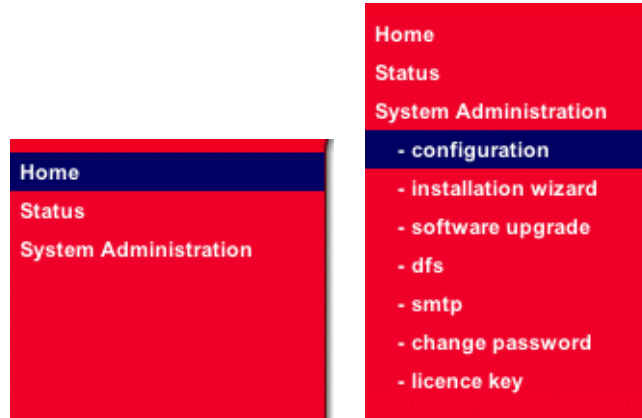 Home
Status
System Administration
Home
Status
System Administration
- configuration
- installation wizard
- software upgrade
- dfs
- smtp
- change password
- licence key